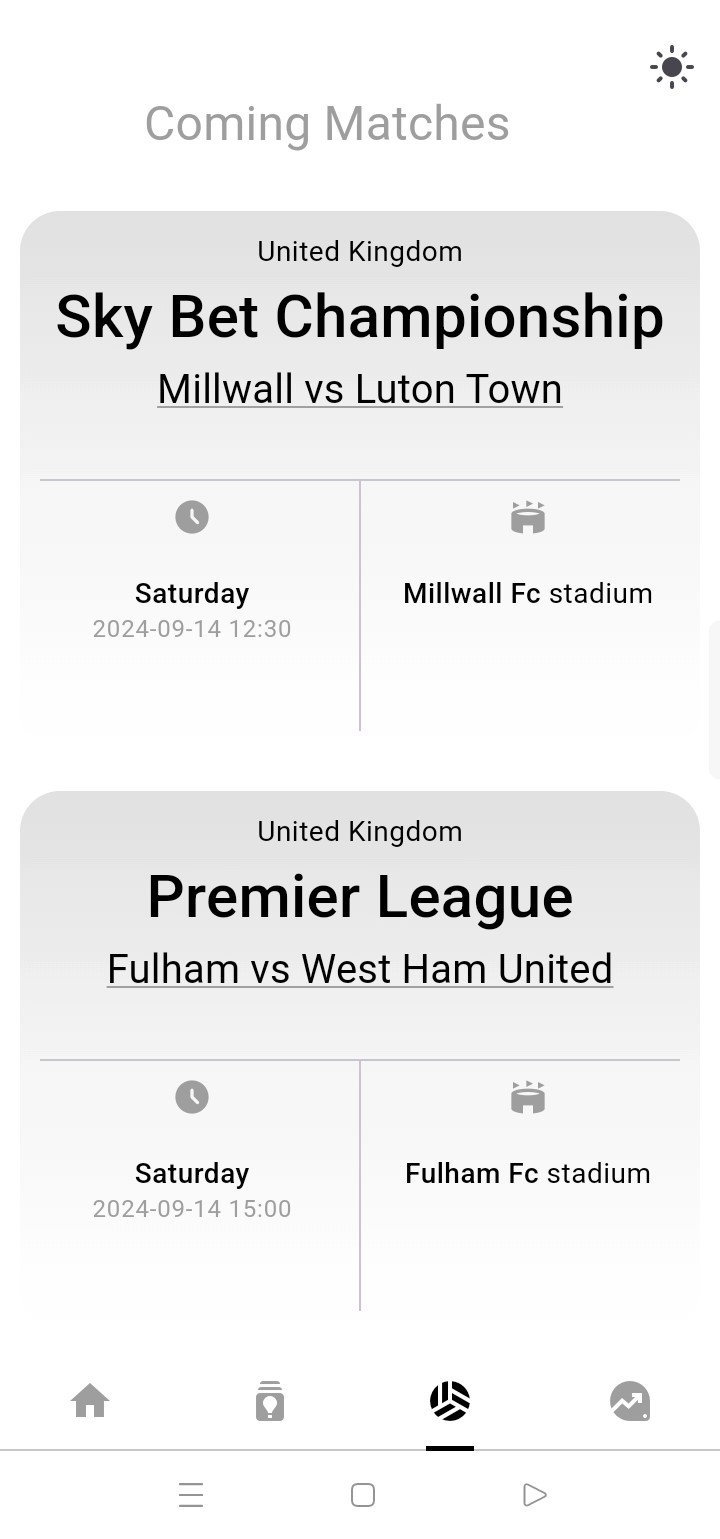 Coming Matches
United Kingdom
Sky Bet Championship
Millwall vs Luton Town
Saturday
2024-09-14 12:30
Millwall Fc stadium
United Kingdom
Premier League
Fulham vs West Ham United
Saturday
2024-09-14 15:00
Fulham Fc stadium